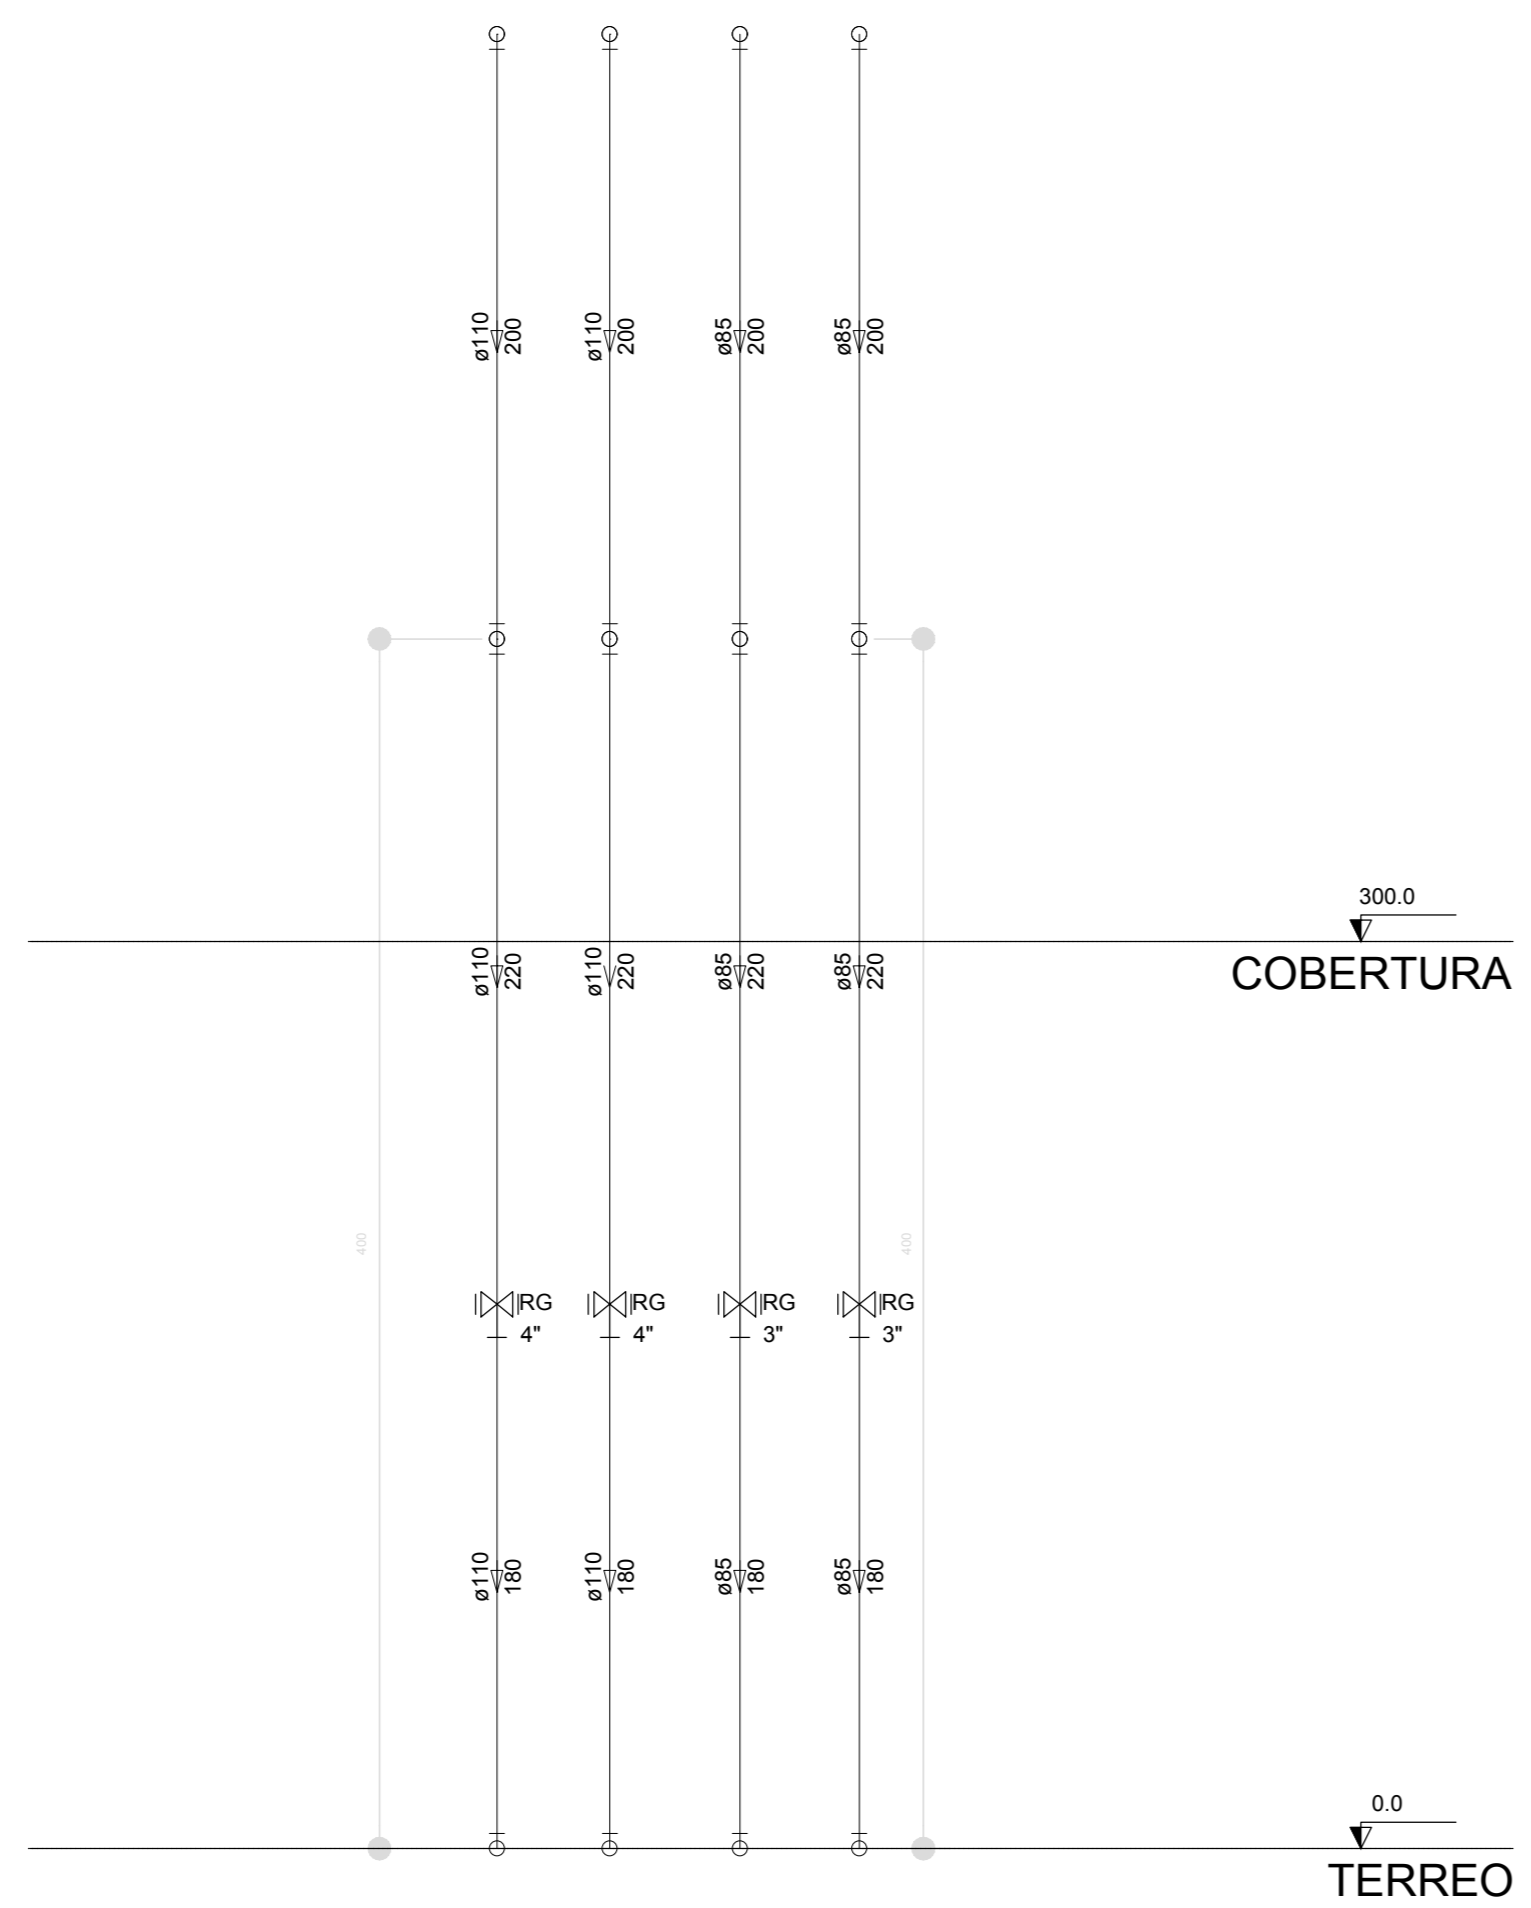 ø110 200 ø110 200 ø85 200 ø85 200
300.0
COBERTURA
ø110 220 ø110 220 ø85 220 ø85 220
400 400
RG RG RG RG
4" 4" 3" 3"
ø110 180 ø110 180 ø85 180 ø85 180
0.0
TERREO